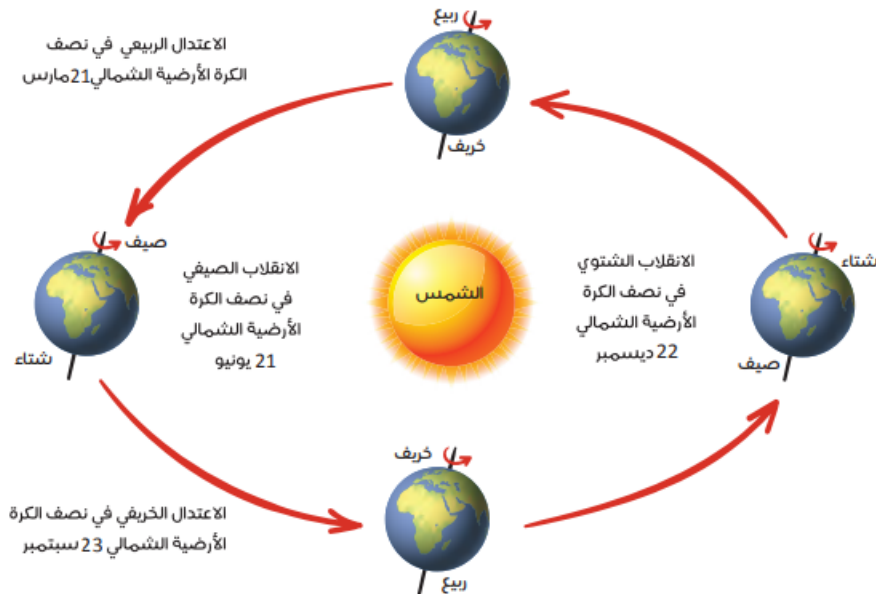 ربيع
الاعتدال الربيعي في نصف
الكرة الأرضية الشمالي21مارس
خريف
شتاء
الانقلاب الشتوي
في نصف الكرة
الأرضية الشمالي
22 ديسمبر
صيف
الشمس
صيف
الانقلاب الصيفي
في نصف الكرة
الأرضية الشمالي
21 يونيو
شتاء
خريف
الاعتدال الخريفي في نصف الكرة
الأرضية الشمالي 23 سبتمبر
ربيع